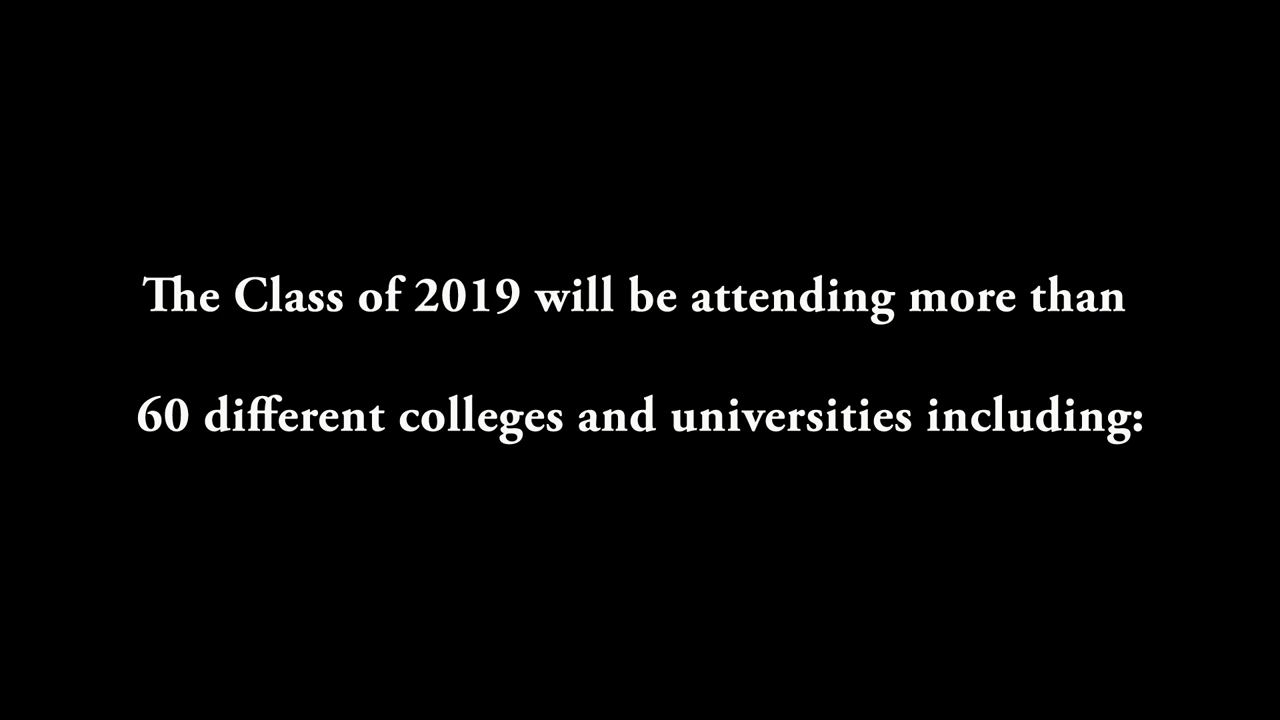 The Class of 2019 will be attending more than
60 different colleges and universities including: